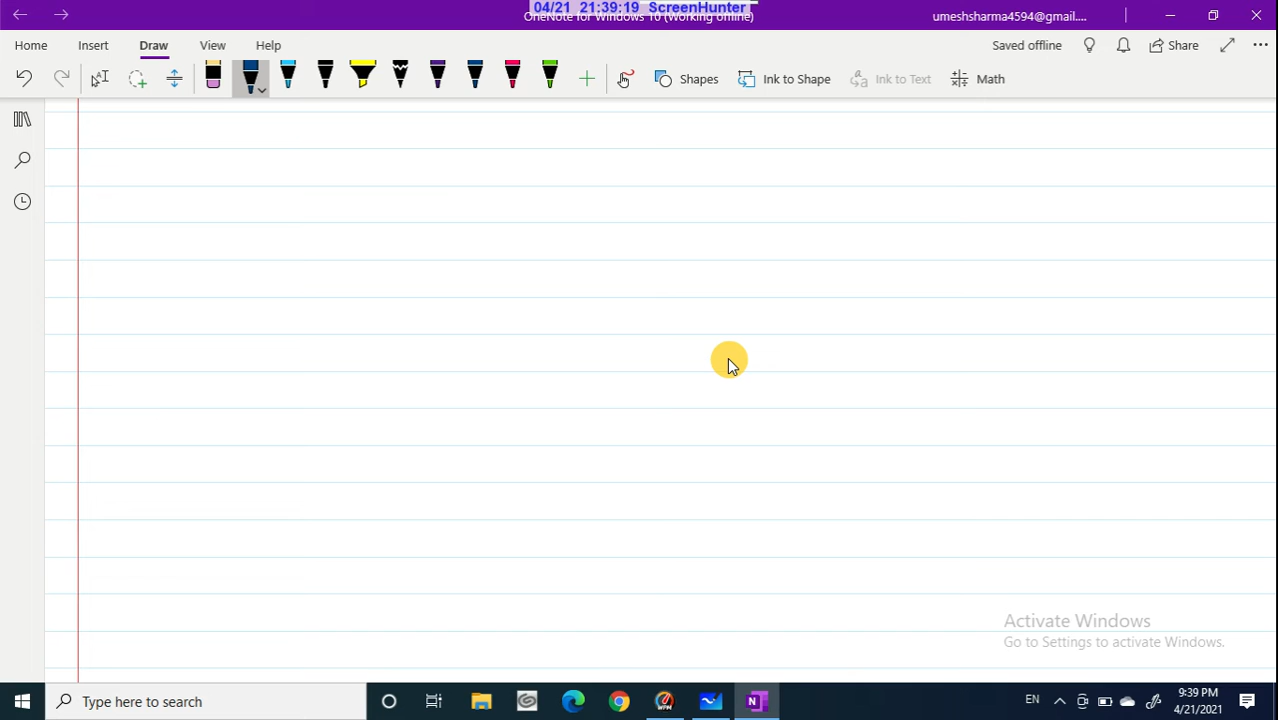 04/21 21:39:19 ScreenHunter
OneNote for Windows 10 (Working offline)
umeshsharma4594@gmail....
Home Insert Draw View Help
Saved offline Share
Shapes Ink to Shape Ink to Text Math
Activate Windows
Go to Settings to activate Windows.
Type here to search
WPM
N
EN
9:39 PM
4/21/2021